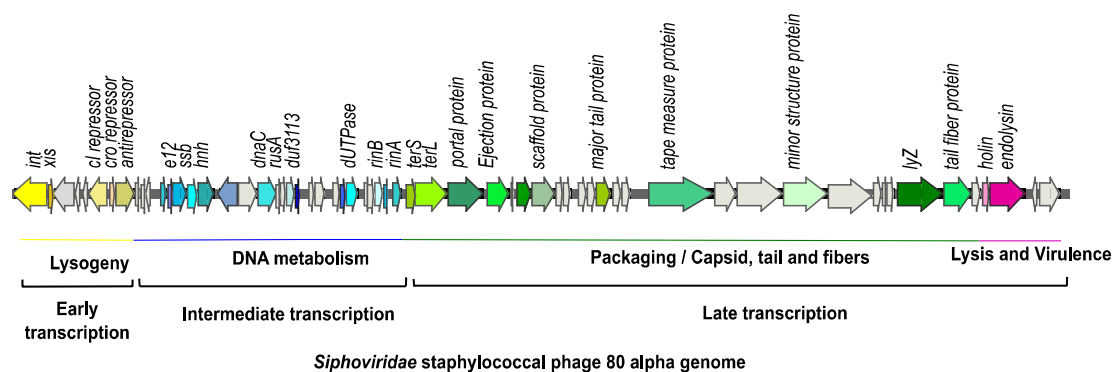 int
xis
cI repressor
cro repressor
antirepressor
e12
ssb
hnh
dnaC
rusA
duf3113
dUTPase
rinB
rinA
terS
terL
portal protein
Ejection protein
scaffold protein
major tail protein
tape measure protein
minor structure protein
lyZ
tail fiber protein
holin
endolysin
Lysogeny
DNA metabolism
Packaging / Capsid, tail and fibers
Lysis and Virulence
Early
transcription
Intermediate transcription
Late transcription
Siphoviridae staphylococcal phage 80 alpha genome